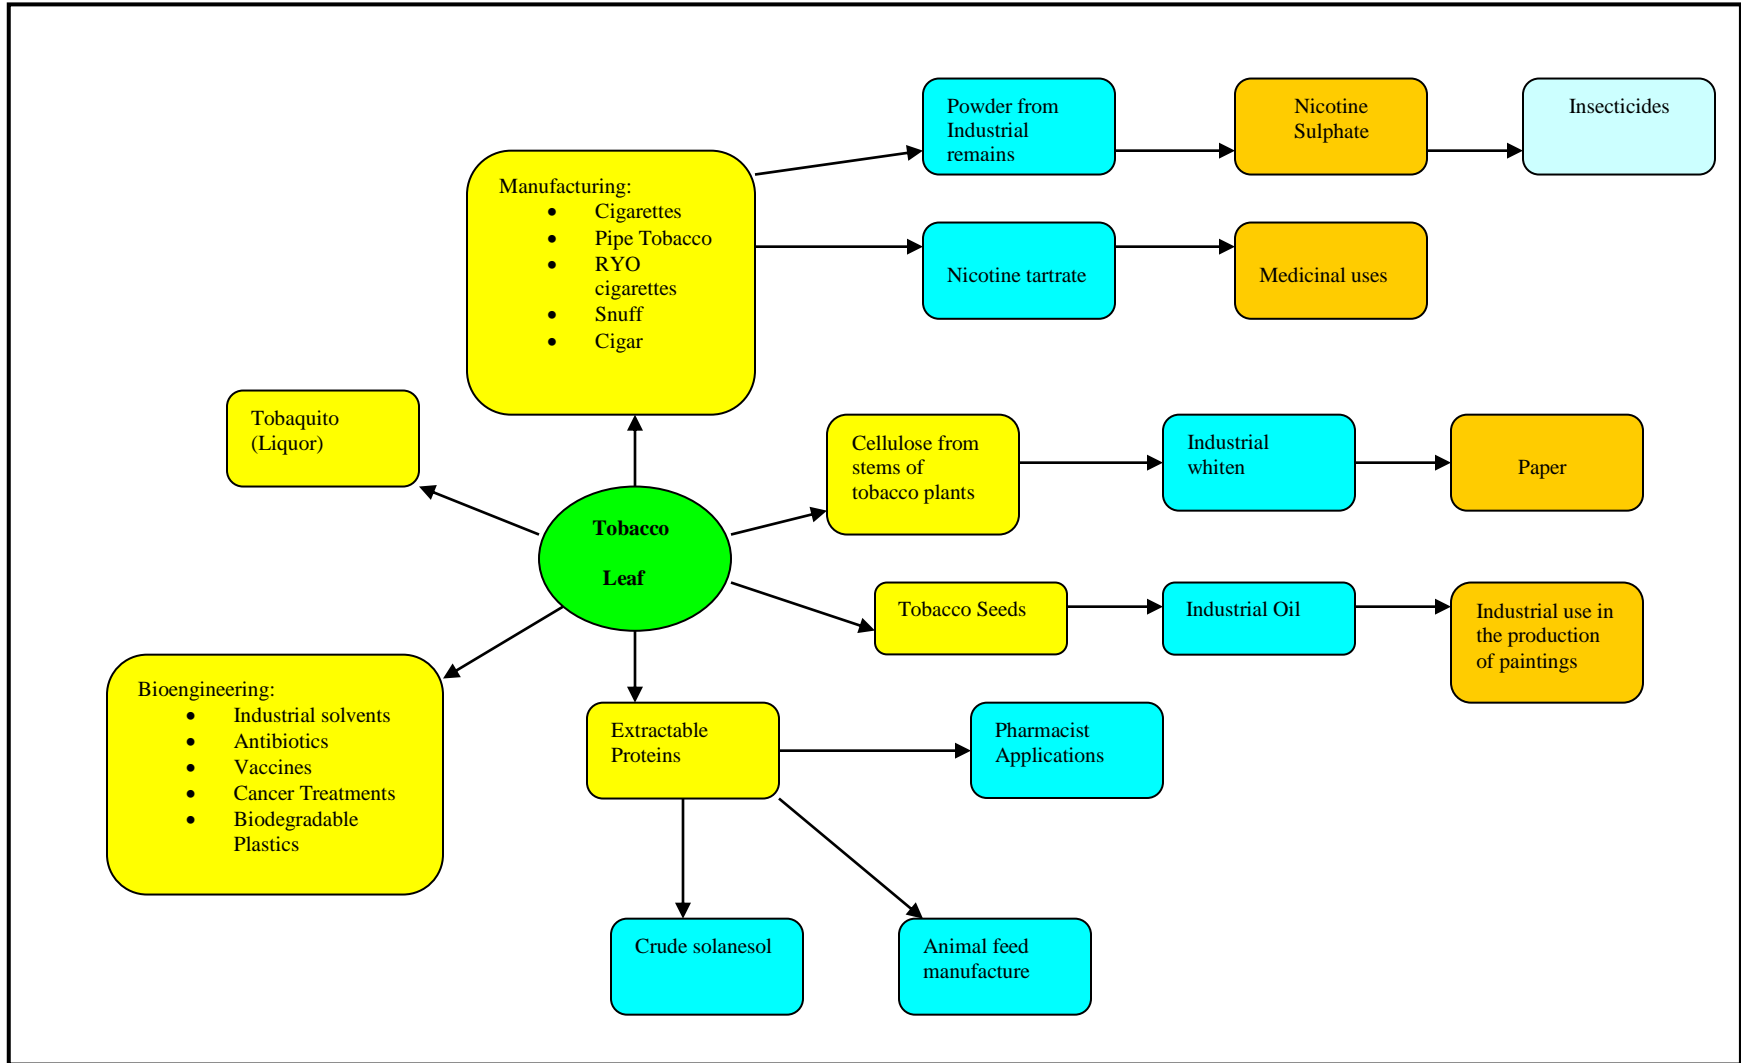 Powder from
Industrial
remains
Nicotine
Sulphate
Insecticides
Manufacturing:
• Cigarettes
• Pipe Tobacco
• RYO
cigarettes
• Snuff
• Cigar
Nicotine tartrate
Medicinal uses
Tobaquito
(Liquor)
Cellulose from
stems of
tobacco plants
Industrial
whiten
Paper
Tobacco
Leaf
Tobacco Seeds
Industrial Oil
Industrial use in
the production
of paintings
Bioengineering:
• Industrial solvents
• Antibiotics
• Vaccines
• Cancer Treatments
• Biodegradable
Plastics
Extractable
Proteins
Pharmacist
Applications
Crude solanesol
Animal feed
manufacture